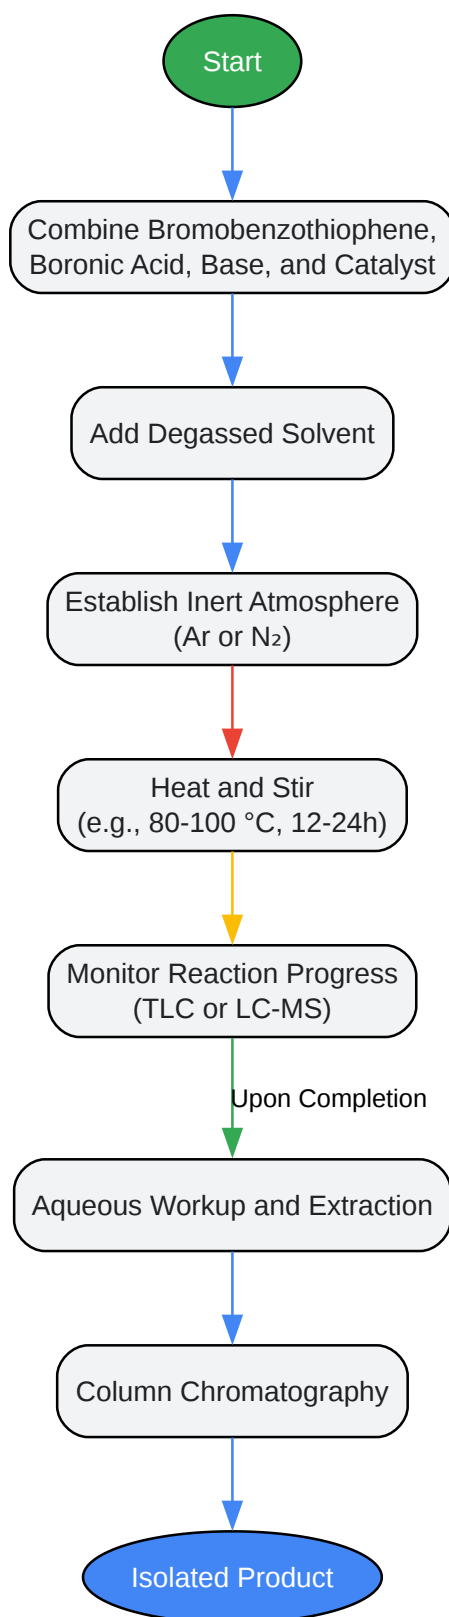 Start
Combine Bromobenzothiophene,
Boronic Acid, Base, and Catalyst
Add Degassed Solvent
Establish Inert Atmosphere
(Ar or N₂)
Heat and Stir
(e.g., 80-100 °C, 12-24h)
Monitor Reaction Progress
(TLC or LC-MS)
Upon Completion
Aqueous Workup and Extraction
Column Chromatography
Isolated Product